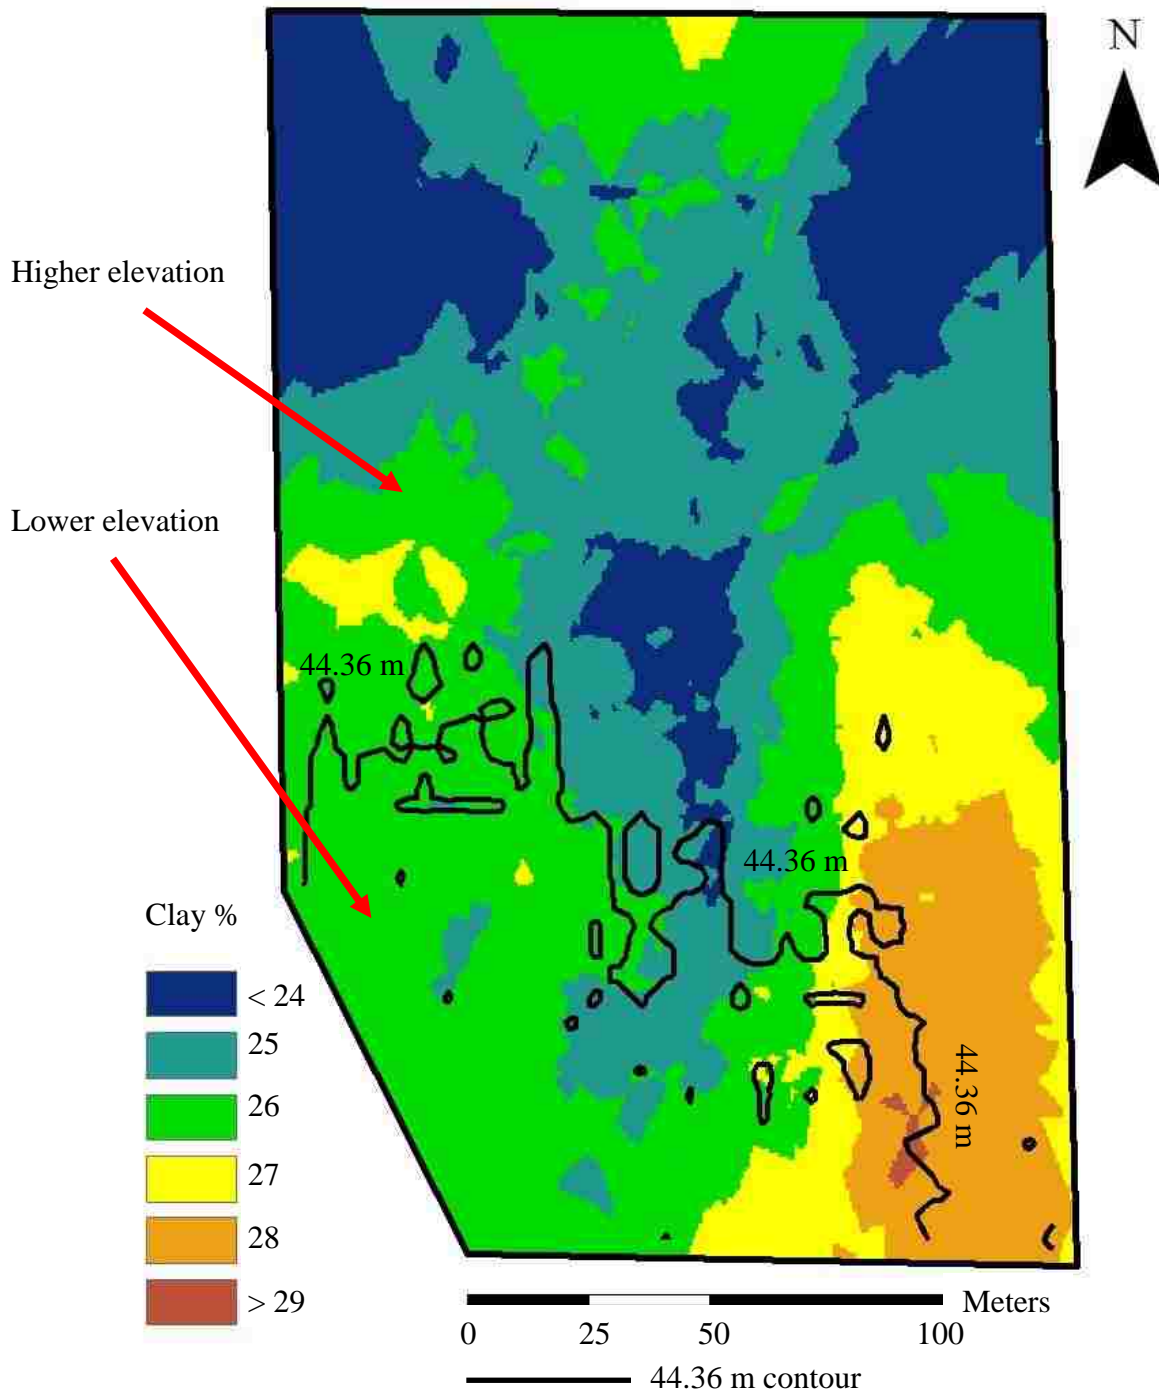 N
Higher elevation
Lower elevation
44.36 m
44.36 m
44.36 m
Clay %
< 24
25
26
27
28
> 29
Meters
0 25 50 100
44.36 m contour